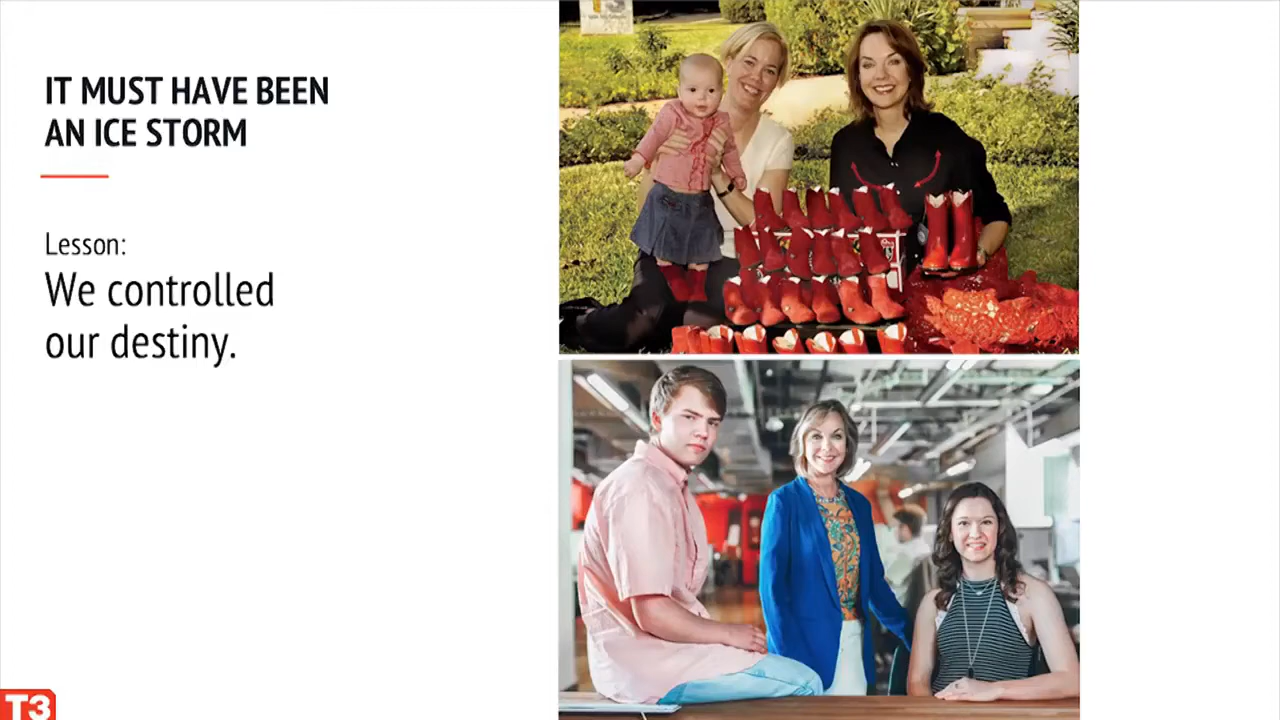 IT MUST HAVE BEEN
AN ICE STORM
Lesson:
We controlled
our destiny.
T3